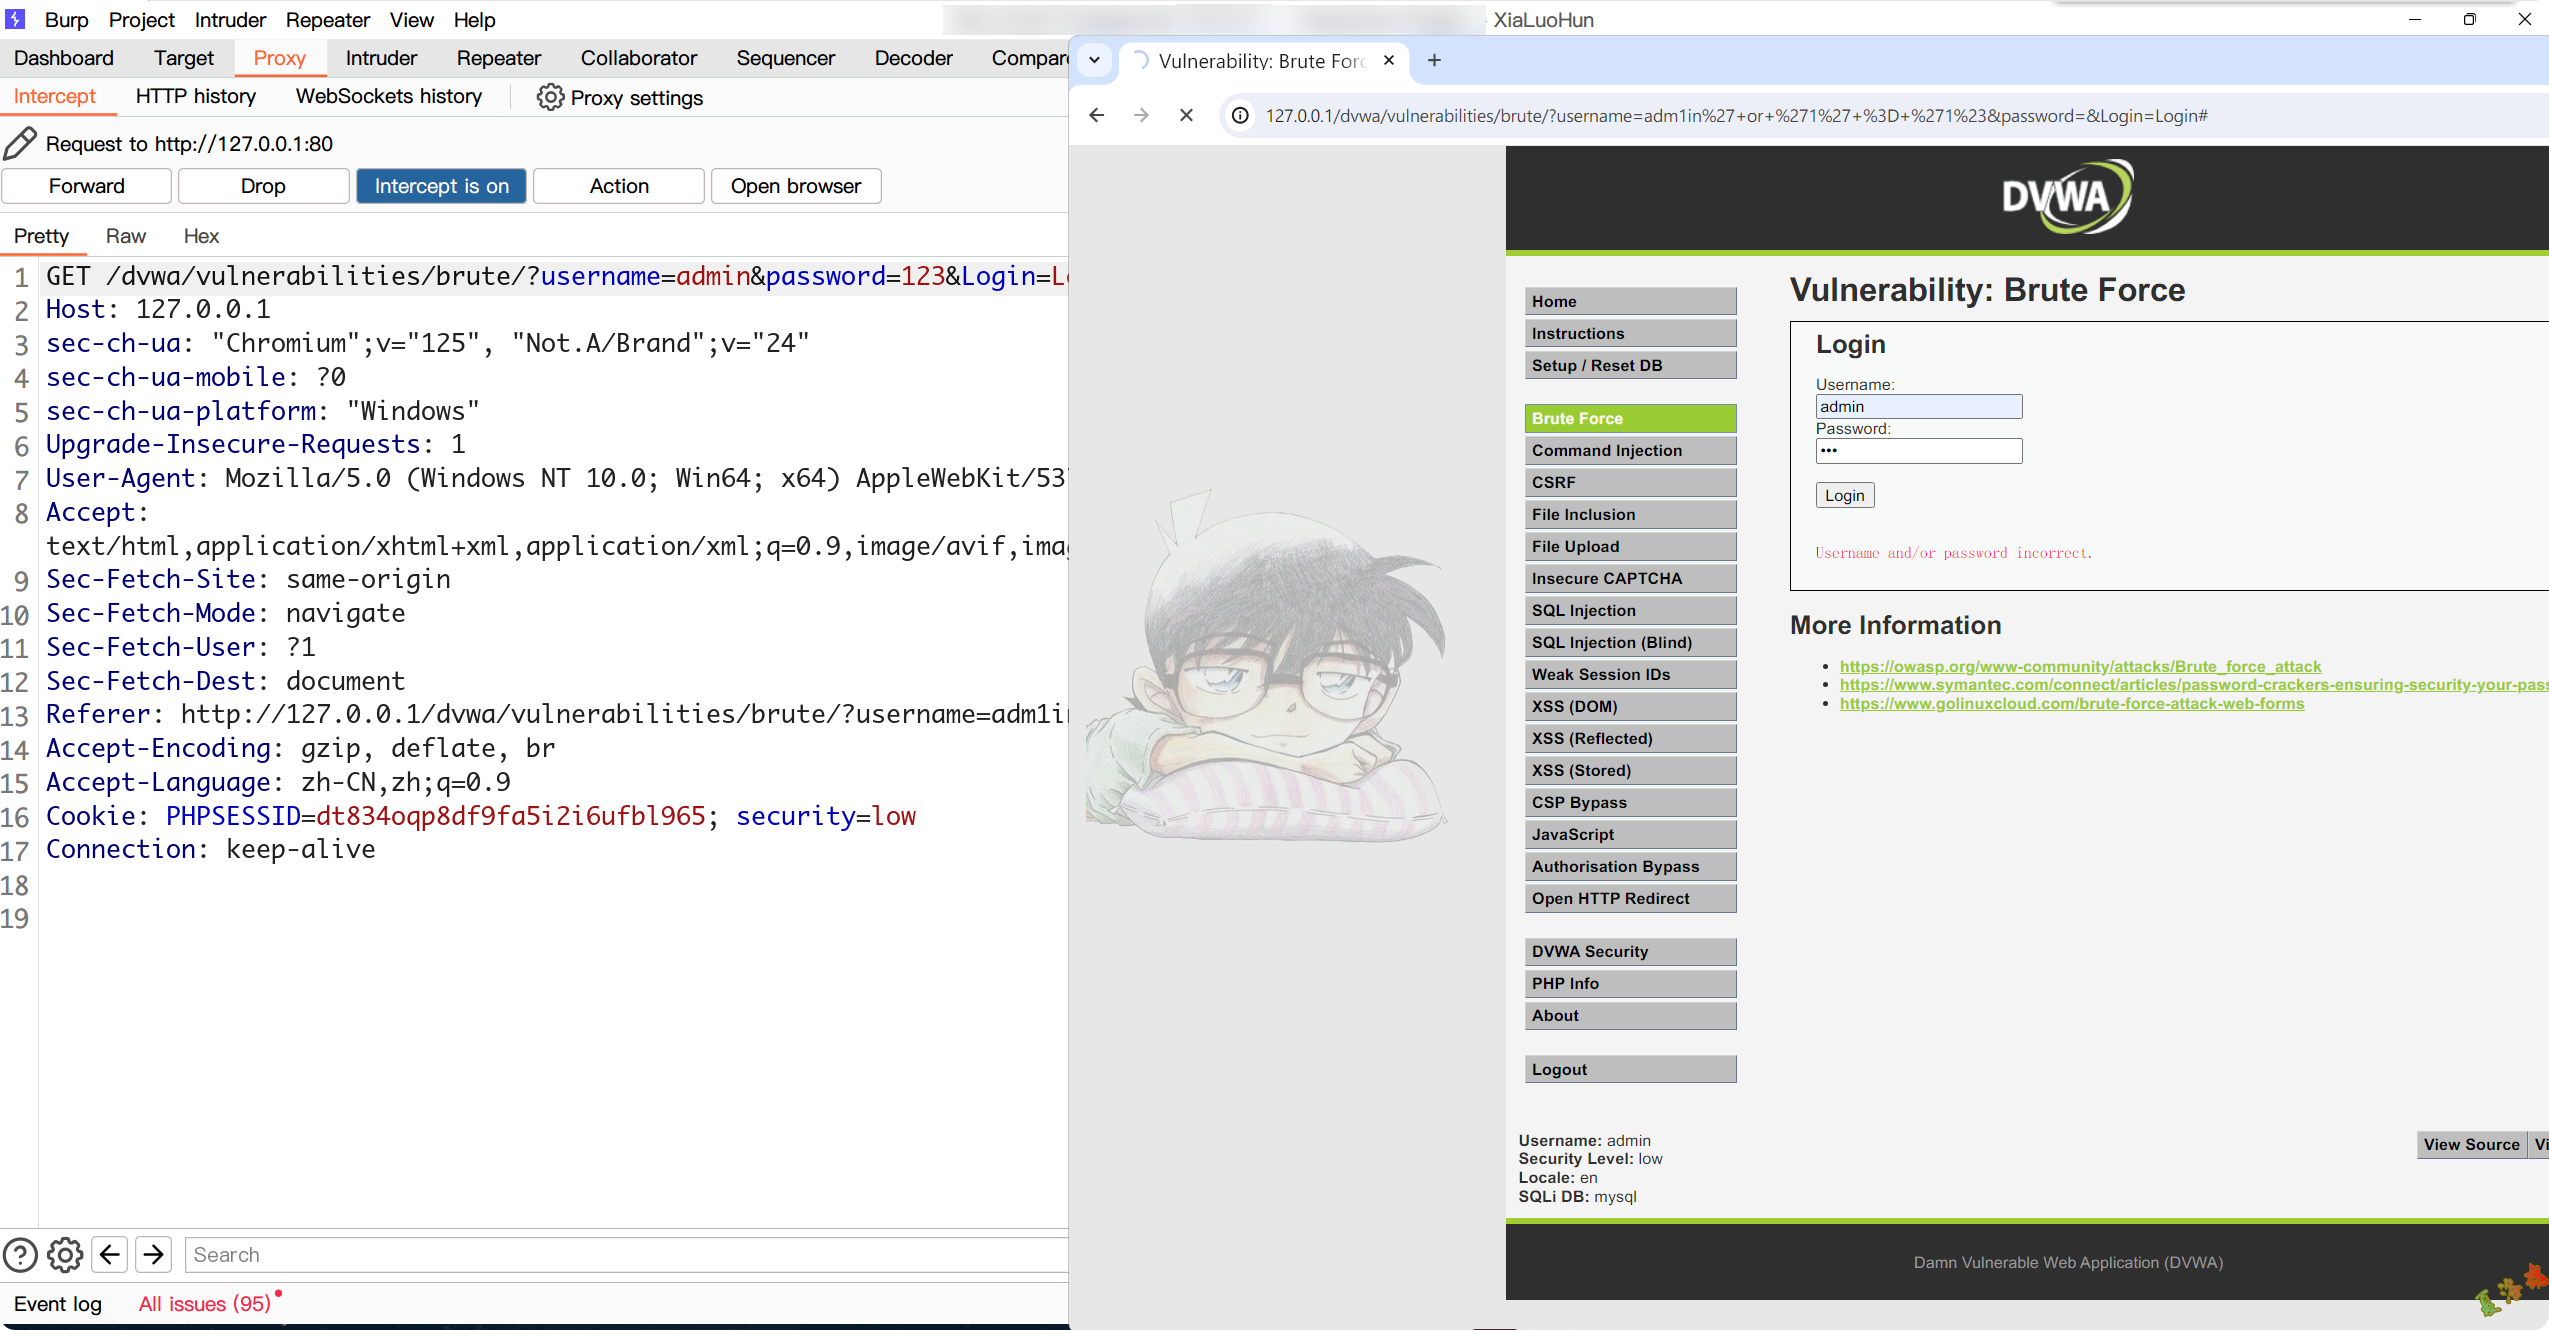 Burp Project Intruder Repeater View Help
XiaLuoHun
Dashboard Target Proxy Intruder Repeater Collaborator Sequencer Decoder
Intercept HTTP history WebSockets history Proxy settings
Request to http://127.0.0.1:80
Forward Drop Intercept is on Action Open browser
Pretty Raw Hex
1 GET /dvwa/vulnerabilities/brute/?username=admin&password=123&Login=L
2 Host: 127.0.0.1
3 sec-ch-ua: "Chromium";v="125", "Not.A/Brand";v="24"
4 sec-ch-ua-mobile: ?0
5 sec-ch-ua-platform: "Windows"
6 Upgrade-Insecure-Requests: 1
7 User-Agent: Mozilla/5.0 (Windows NT 10.0; Win64; x64) AppleWebKit/53
8 Accept:
text/html,application/xhtml+xml,application/xml;q=0.9,image/avif,ima
9 Sec-Fetch-Site: same-origin
10 Sec-Fetch-Mode: navigate
11 Sec-Fetch-User: ?1
12 Sec-Fetch-Dest: document
13 Referer: http://127.0.0.1/dvwa/vulnerabilities/brute/?username=adm1i
14 Accept-Encoding: gzip, deflate, br
15 Accept-Language: zh-CN,zh;q=0.9
16 Cookie: PHPSESSID=dt834oqp8df9fa5i2i6ufbl965; security=low
17 Connection: keep-alive
18
19
Search
Event log All issues (95)
Vulnerability: Brute For
127.0.0.1/dvwa/vulnerabilities/brute/?username=adm1in%27+or+%271%27+%3D+%271%23&password=&Login=Login#
DVWA
Home
Instructions
Setup / Reset DB
Brute Force
Command Injection
CSRF
File Inclusion
File Upload
Insecure CAPTCHA
SQL Injection
SQL Injection (Blind)
Weak Session IDs
XSS (DOM)
XSS (Reflected)
XSS (Stored)
CSP Bypass
JavaScript
Authorisation Bypass
Open HTTP Redirect
DVWA Security
PHP Info
About
Logout
Vulnerability: Brute Force
Login
Username:
admin
Password:
•••
Login
Username and/or password incorrect.
More Information
https://owasp.org/www-community/attacks/Brute_force_attack
https://www.symantec.com/connect/articles/password-crackers-ensuring-security-your-pas
https://www.golinuxcloud.com/brute-force-attack-web-forms
Username: admin
Security Level: low
Locale: en
SQLi DB: mysql
View Source Vi
Damn Vulnerable Web Application (DVWA)